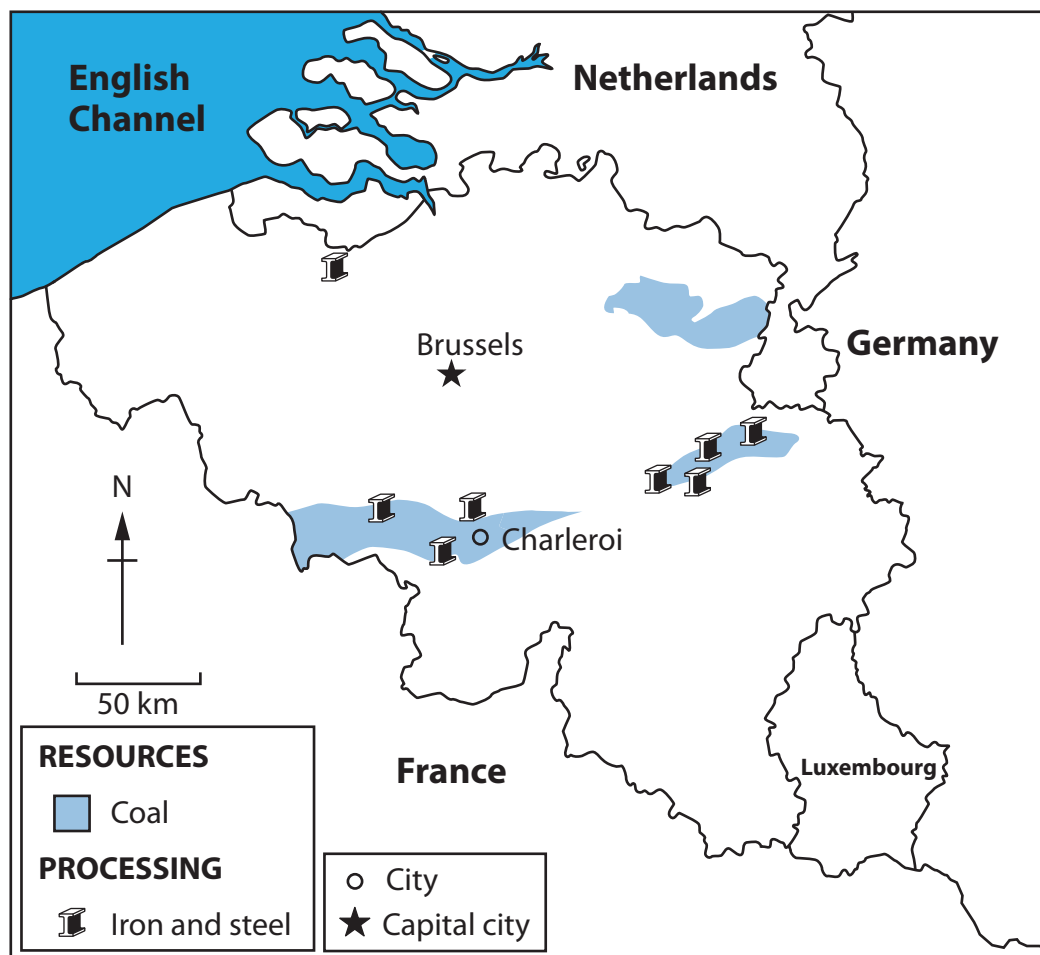 English
Channel
Netherlands
Germany
Brussels
N
Charleroi
50 km
France
Luxembourg
RESOURCES
Coal
PROCESSING
Iron and steel
City
Capital city